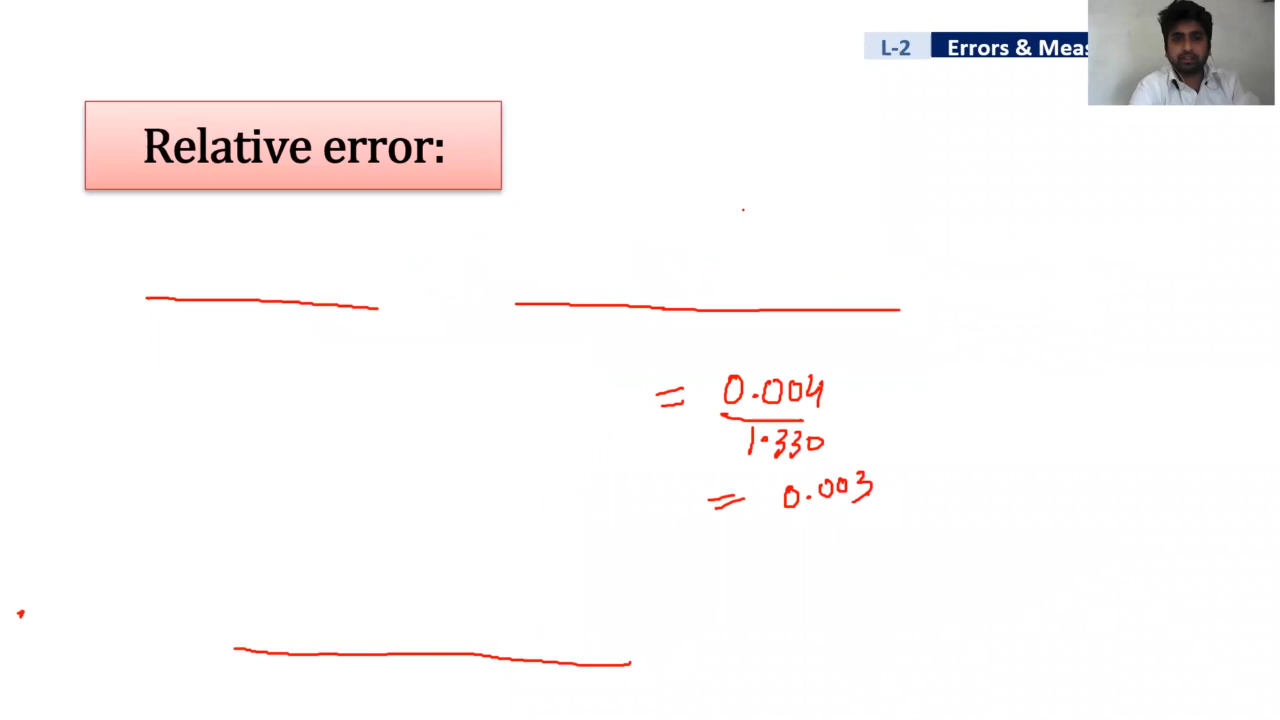 L-2 Errors & Meas
Relative error:
= 0.004
1.330
= 0.003